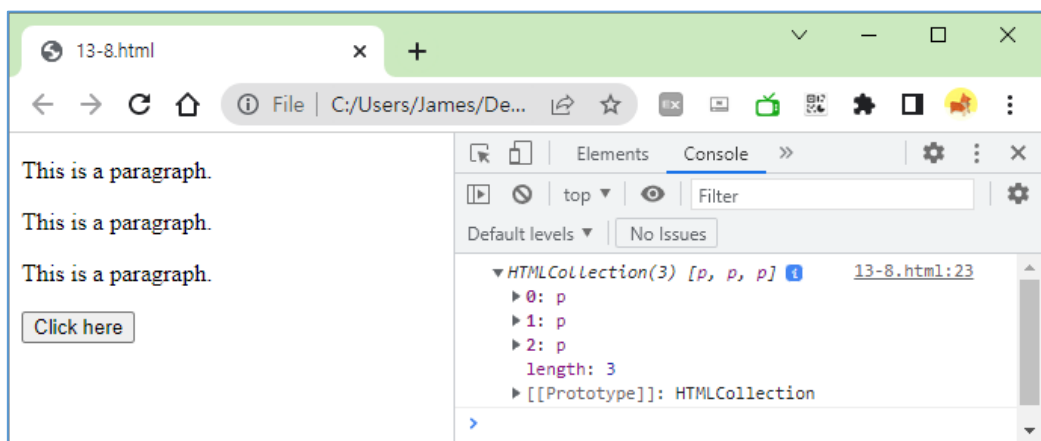 13-8.html
File | C:/Users/James/De...
This is a paragraph.
This is a paragraph.
This is a paragraph.
Click here
Elements Console »
top ▼ Filter
Default levels ▼ No Issues
▼HTMLCollection(3) [p, p, p] i 13-8.html:23
▶0: p
▶1: p
▶2: p
length: 3
▶[[Prototype]]: HTMLCollection
>